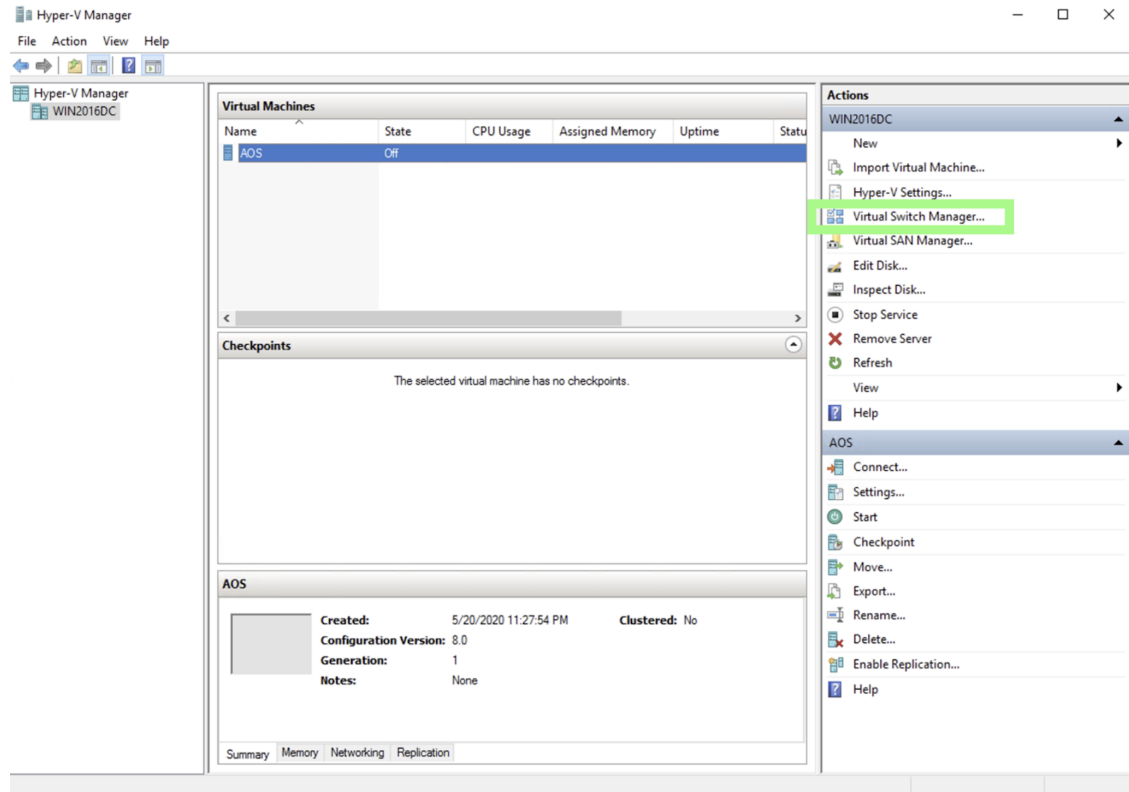 Hyper-V Manager
File Action View Help
Hyper-V Manager
WIN2016DC
Virtual Machines
Name State CPU Usage Assigned Memory Uptime Statu
AOS Off
Checkpoints
The selected virtual machine has no checkpoints.
AOS
Created: 5/20/2020 11:27:54 PM Clustered: No
Configuration Version: 8.0
Generation: 1
Notes: None
Summary Memory Networking Replication
Actions
WIN2016DC
New
Import Virtual Machine...
Hyper-V Settings...
Virtual Switch Manager...
Virtual SAN Manager...
Edit Disk...
Inspect Disk...
Stop Service
Remove Server
Refresh
View
Help
AOS
Connect...
Settings...
Start
Checkpoint
Move...
Export...
Rename...
Delete...
Enable Replication...
Help